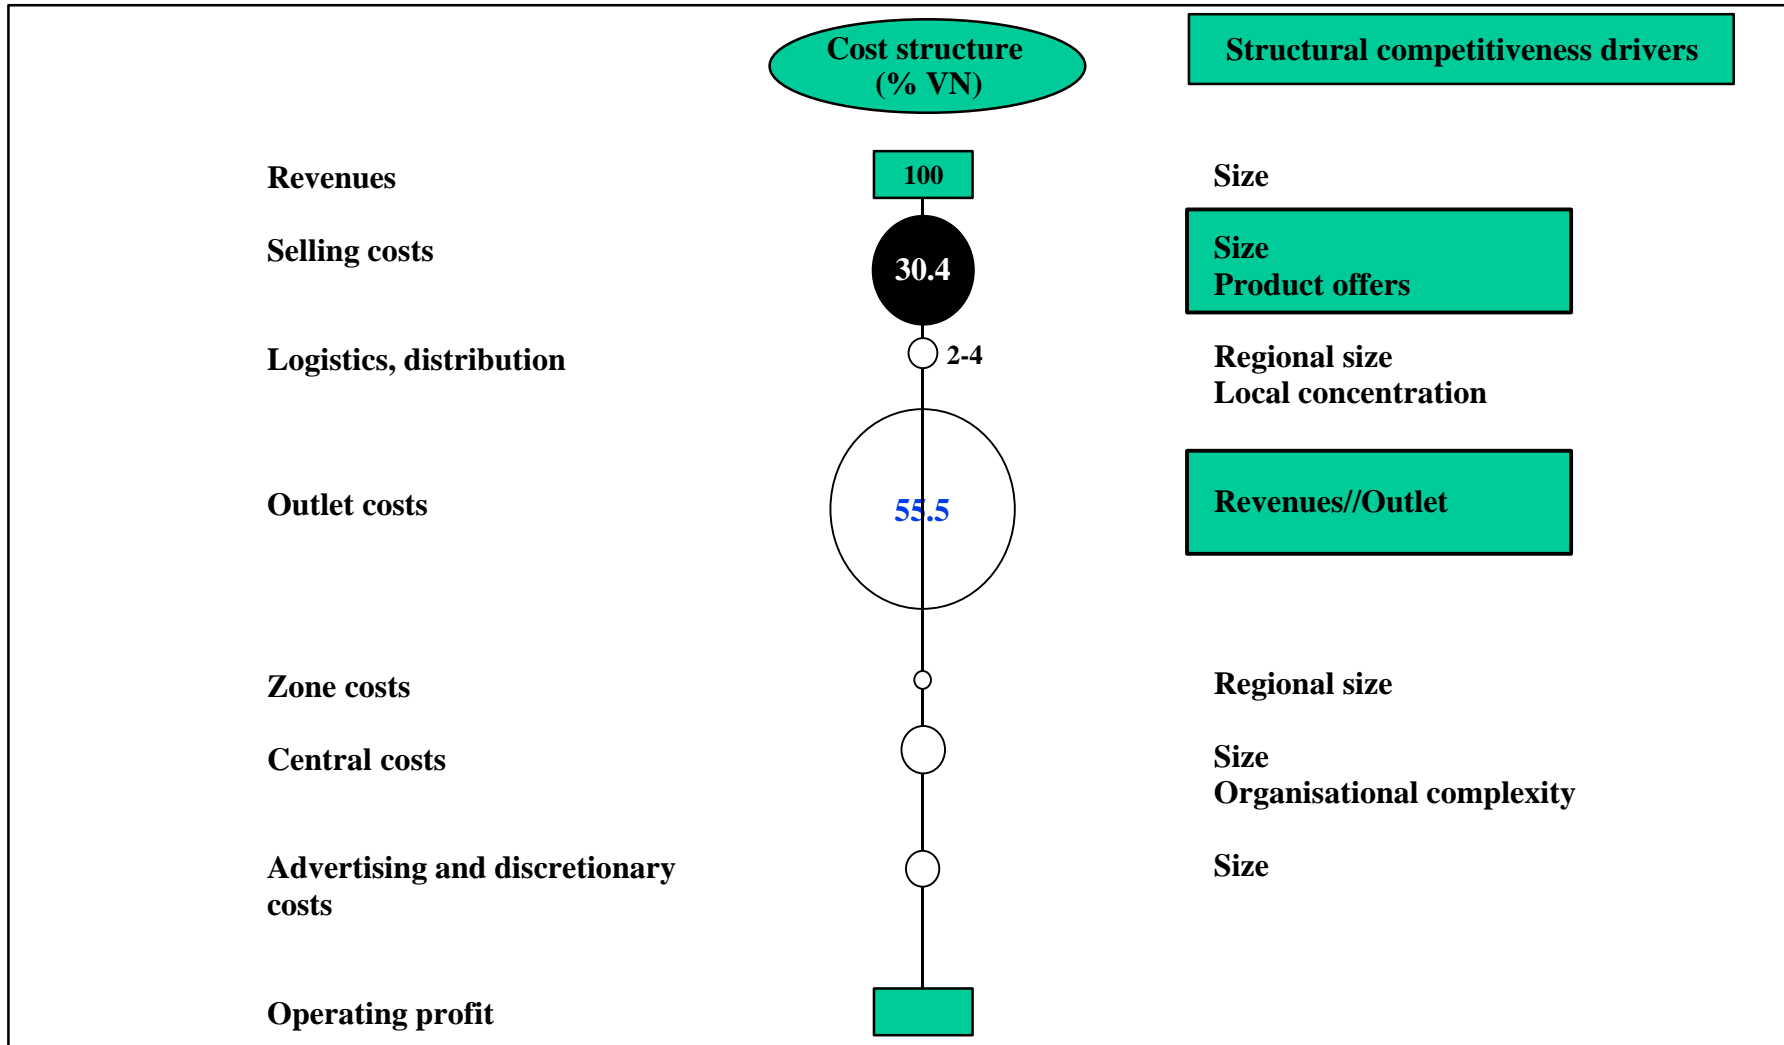 Cost structure
(% VN)
Structural competitiveness drivers
Revenues
100
Size
Selling costs
30.4
Size
Product offers
Logistics, distribution
2-4
Regional size
Local concentration
Outlet costs
55.5
Revenues//Outlet
Zone costs
Regional size
Central costs
Size
Organisational complexity
Advertising and discretionary
costs
Size
Operating profit